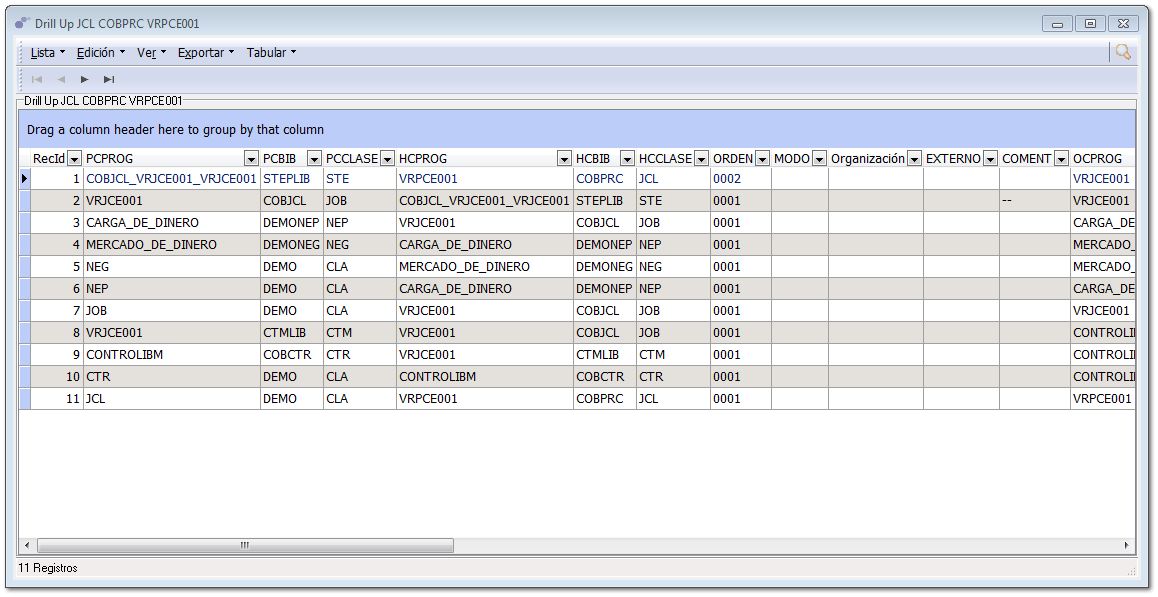 Drill Up JCL COBPRC VRPCE001
Lista Edición Ver Exportar Tabular
Drill Up JCL COBPRC VRPCE001
Drag a column header here to group by that column
RecId PCPROG PCBIB PCCLASE HCPROG HCBIB HCCLASE ORDEN MODO Organización EXTERNO COMENT OCPROG
1 COBJCL_VRJCE001_VRJCE001 STEPLIB STE VRPCE001 COBPRC JCL 0002 VRJCE001
2 VRJCE001 COBJCL JOB COBJCL_VRJCE001_VRJCE001 STEPLIB STE 0001 -- VRJCE001
3 CARGA_DE_DINERO DEMONEP NEP VRJCE001 COBJCL JOB 0001 CARGA_DE
4 MERCADO_DE_DINERO DEMONEG NEG CARGA_DE_DINERO DEMONEP NEP 0001 MERCADO_
5 NEG DEMO CLA MERCADO_DE_DINERO DEMONEG NEG 0001 MERCADO_
6 NEP DEMO CLA CARGA_DE_DINERO DEMONEP NEP 0001 CARGA_DE
7 JOB DEMO CLA VRJCE001 COBJCL JOB 0001 VRJCE001
8 VRJCE001 CTMLIB CTM VRJCE001 COBJCL JOB 0001 CONTROLI
9 CONTROLIBM COBCTR CTR VRJCE001 CTMLIB CTM 0001 CONTROLI
10 CTR DEMO CLA CONTROLIBM COBCTR CTR 0001 CONTROLI
11 JCL DEMO CLA VRPCE001 COBPRC JCL 0001 VRPCE001
11 Registros